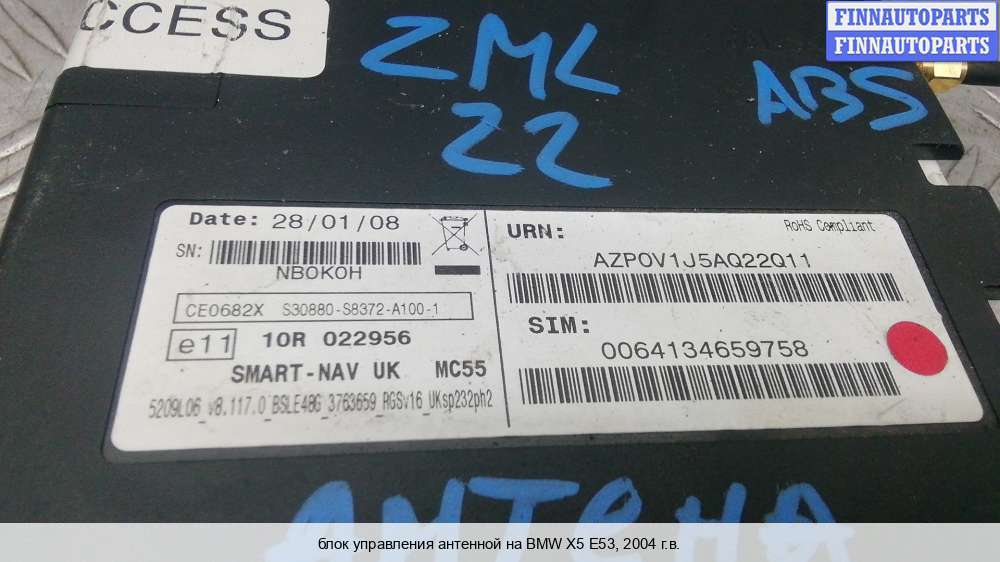 CCESS
FINNAUTOPARTS
FINNAUTOPARTS
ZML
22
ABS
Date: 28/01/08
SN:
NB0K0H
CE0682X S30880-S8372-A100-1
e11 10R 022956
SMART-NAV UK MC55
5209L06_v8.117.0_BSLE48G_3763659_RGSv16_UKsp232ph2
URN:
RoHS Compliant
AZP0V1J5AQ22Q11
SIM:
0064134659758
АНТЕНА
блок управления антенной на BMW X5 E53, 2004 г.в.